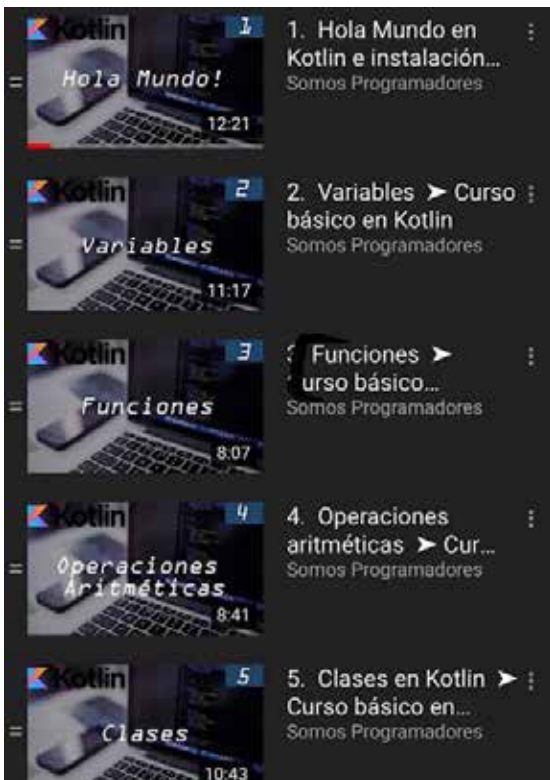 Kotlin
1
Hola Mundo!
12:21
1. Hola Mundo en
Kotlin e instalación...
Somos Programadores
Kotlin
2
Variables
11:17
2. Variables ➤ Curso
básico en Kotlin
Somos Programadores
Kotlin
3
Funciones
8:07
Funciones ➤
urso básico...
Somos Programadores
Kotlin
4
Operaciones
Aritméticas
8:41
4. Operaciones
aritméticas ➤ Cur...
Somos Programadores
Kotlin
5
Clases
10:43
5. Clases en Kotlin ➤
Curso básico en...
Somos Programadores